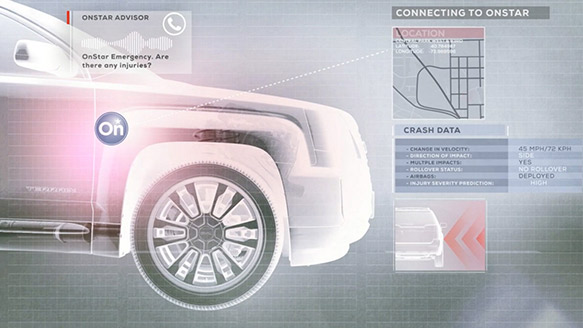 ONSTAR ADVISOR
OnStar Emergency. Are
there any injuries?
CONNECTING TO ONSTAR
LOCATION
LATITUDE:
LONGITUDE:
On
CRASH DATA
- CHANGE IN VELOCITY: 45 MPH/72 KPH
- DIRECTION OF IMPACT: SIDE
- MULTIPLE IMPACTS: YES
- ROLLOVER STATUS: NO ROLLOVER
- AIRBAGS: DEPLOYED
- INJURY SEVERITY PREDICTION: HIGH